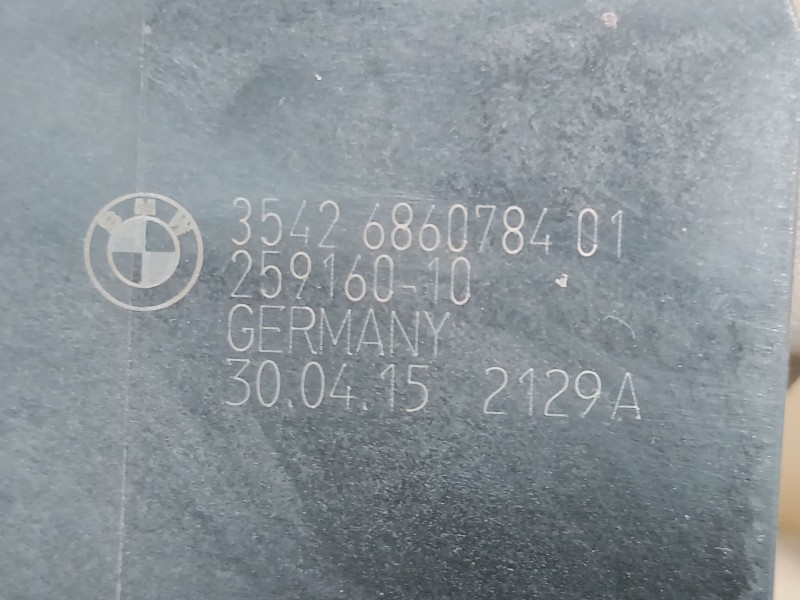 BMW
3542 6860784 01
259160-10
GERMANY
30.04.15 2129A